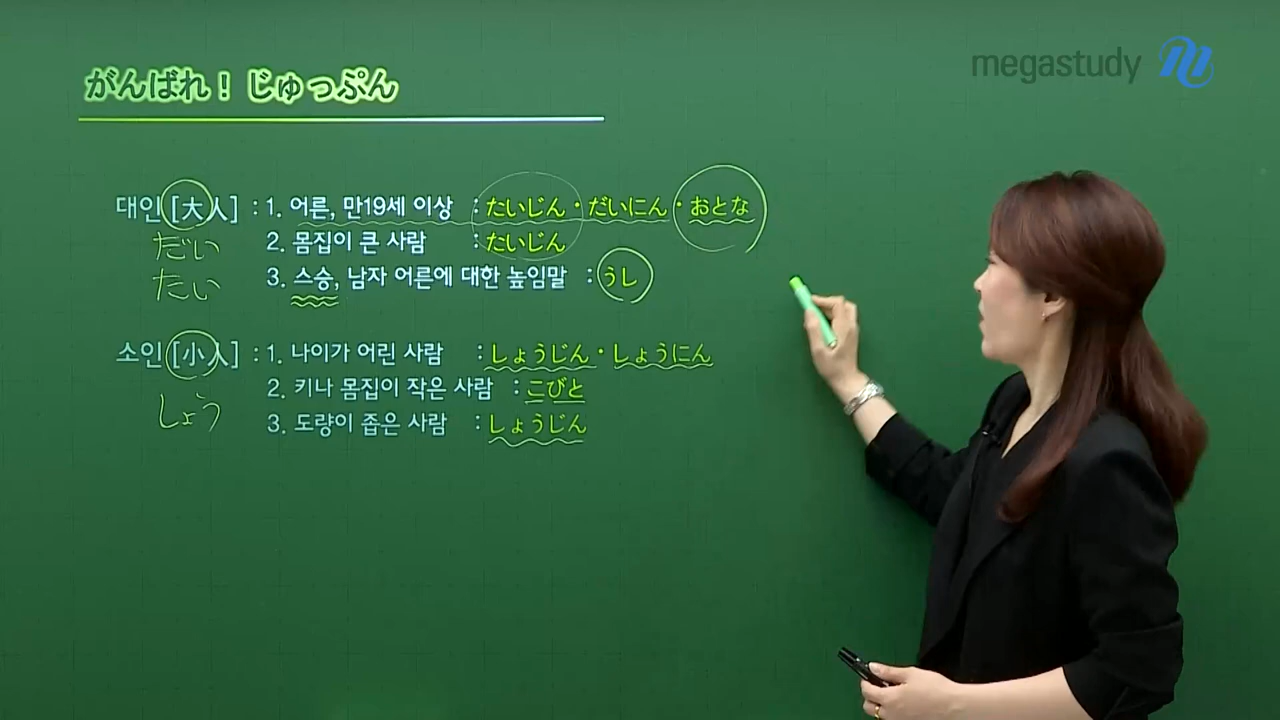 がんばれ! じゅっぷん
megastudy
대인 [大人] : 1. 어른, 만19세 이상 : たいじん・だいにん・おとな
だい
2. 몸집이 큰 사람 : たいじん
たい
3. 스승, 남자 어른에 대한 높임말 : うし
소인 [小人] : 1. 나이가 어린 사람 : しょうじん・しょうにん
2. 키나 몸집이 작은 사람 : こびと
しょう
3. 도량이 좁은 사람 : しょうじん